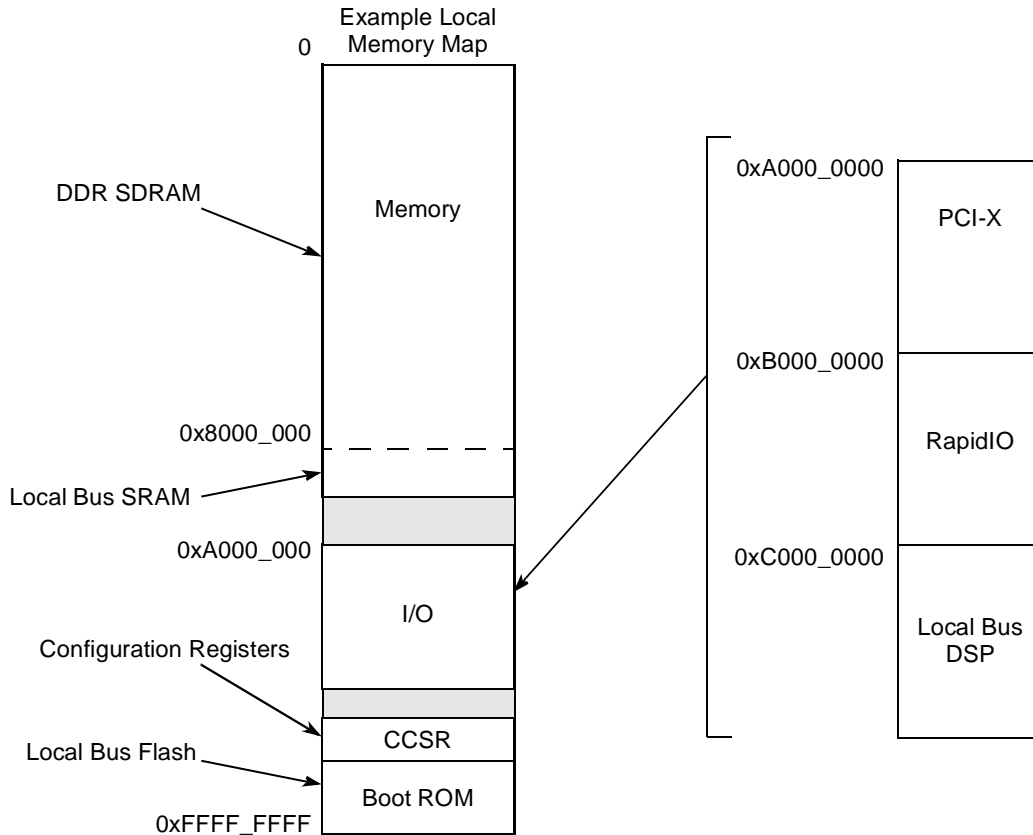 Example Local
Memory Map
0
DDR SDRAM
Memory
0x8000_000
Local Bus SRAM
0xA000_000
I/O
Configuration Registers
CCSR
Local Bus Flash
Boot ROM
0xFFFF_FFFF
0xA000_0000
PCI-X
0xB000_0000
RapidIO
0xC000_0000
Local Bus
DSP